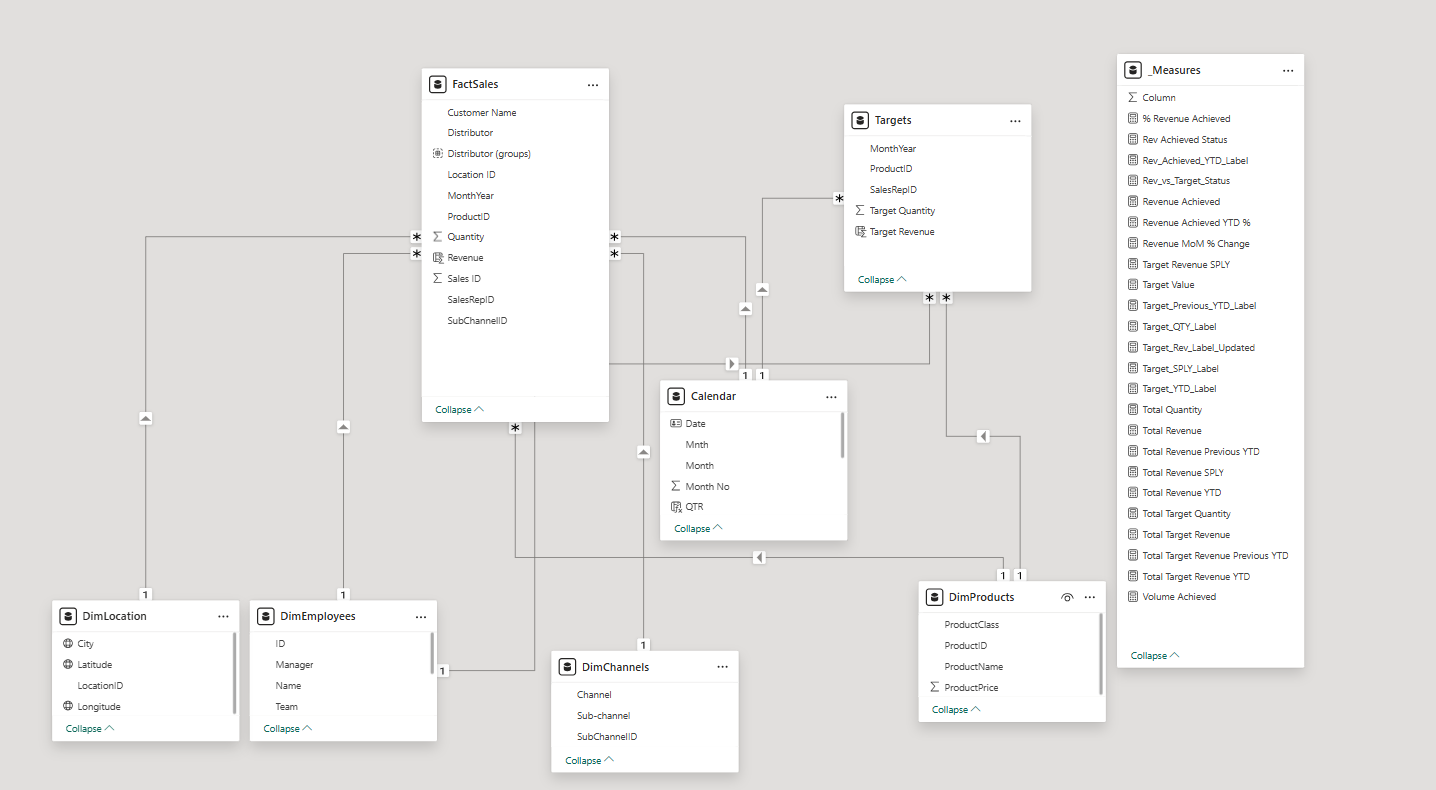 FactSales
Customer Name
Distributor
Distributor (groups)
Location ID
MonthYear
ProductID
Quantity
Revenue
Sales ID
SalesRepID
SubChannelID
Collapse
Targets
MonthYear
ProductID
SalesRepID
Target Quantity
Target Revenue
Collapse
_Measures
Column
% Revenue Achieved
Rev Achieved Status
Rev_Achieved_YTD_Label
Rev_vs_Target_Status
Revenue Achieved
Revenue Achieved YTD %
Revenue MoM % Change
Target Revenue SPLY
Target Value
Target_Previous_YTD_Label
Target_QTY_Label
Target_Rev_Label_Updated
Target_SPLY_Label
Target_YTD_Label
Total Quantity
Total Revenue
Total Revenue Previous YTD
Total Revenue SPLY
Total Revenue YTD
Total Target Quantity
Total Target Revenue
Total Target Revenue Previous YTD
Total Target Revenue YTD
Volume Achieved
Collapse
* * * * * * * *
1 1
Calendar
Date
Mnth
Month
Month No
QTR
Collapse
1
DimLocation
City
Latitude
LocationID
Longitude
Collapse
1
DimEmployees
ID
Manager
Name
Team
Collapse
1
1
DimChannels
Channel
Sub-channel
SubChannelID
Collapse
1 1
DimProducts
ProductClass
ProductID
ProductName
ProductPrice
Collapse